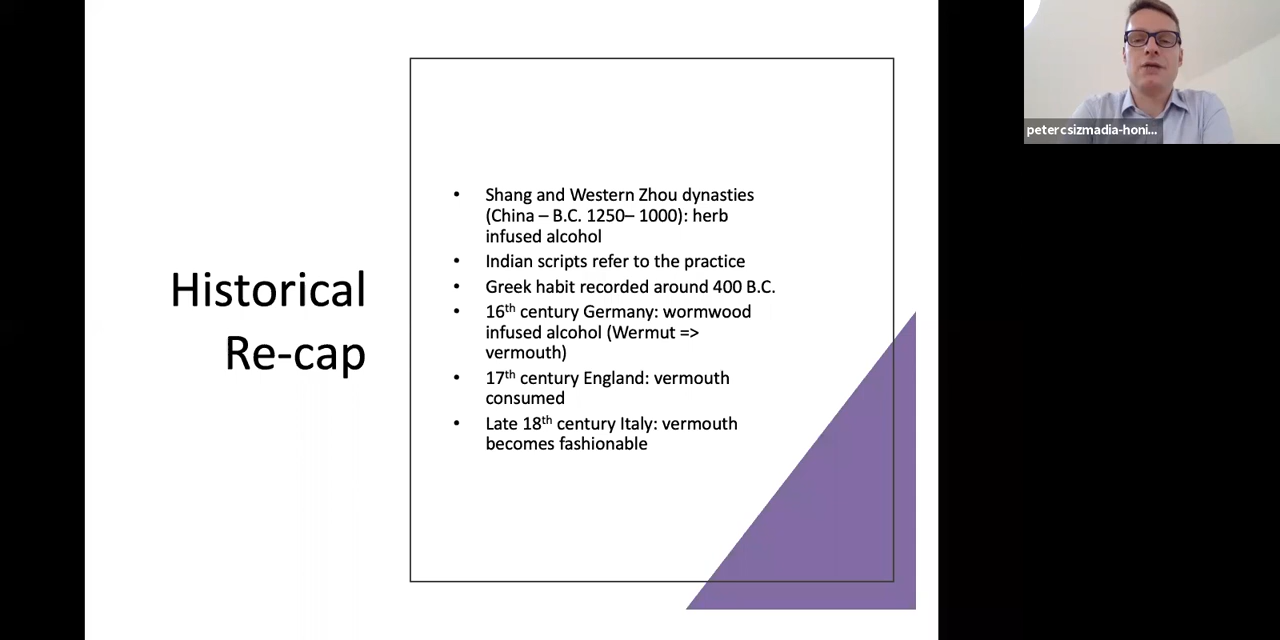 Historical
Re-cap
• Shang and Western Zhou dynasties
(China – B.C. 1250– 1000): herb
infused alcohol
• Indian scripts refer to the practice
• Greek habit recorded around 400 B.C.
• 16th century Germany: wormwood
infused alcohol (Wermut =>
vermouth)
• 17th century England: vermouth
consumed
• Late 18th century Italy: vermouth
becomes fashionable
petercsizmadia-honi...